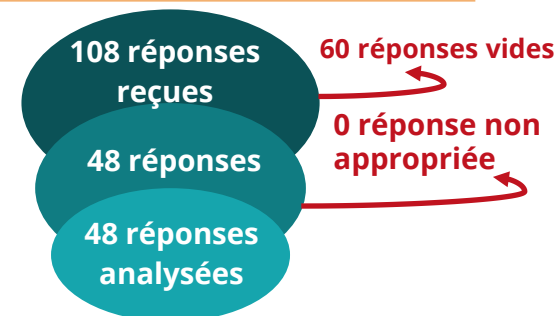 108 réponses
reçues
60 réponses vides
0 réponse non
appropriée
48 réponses
48 réponses
analysées